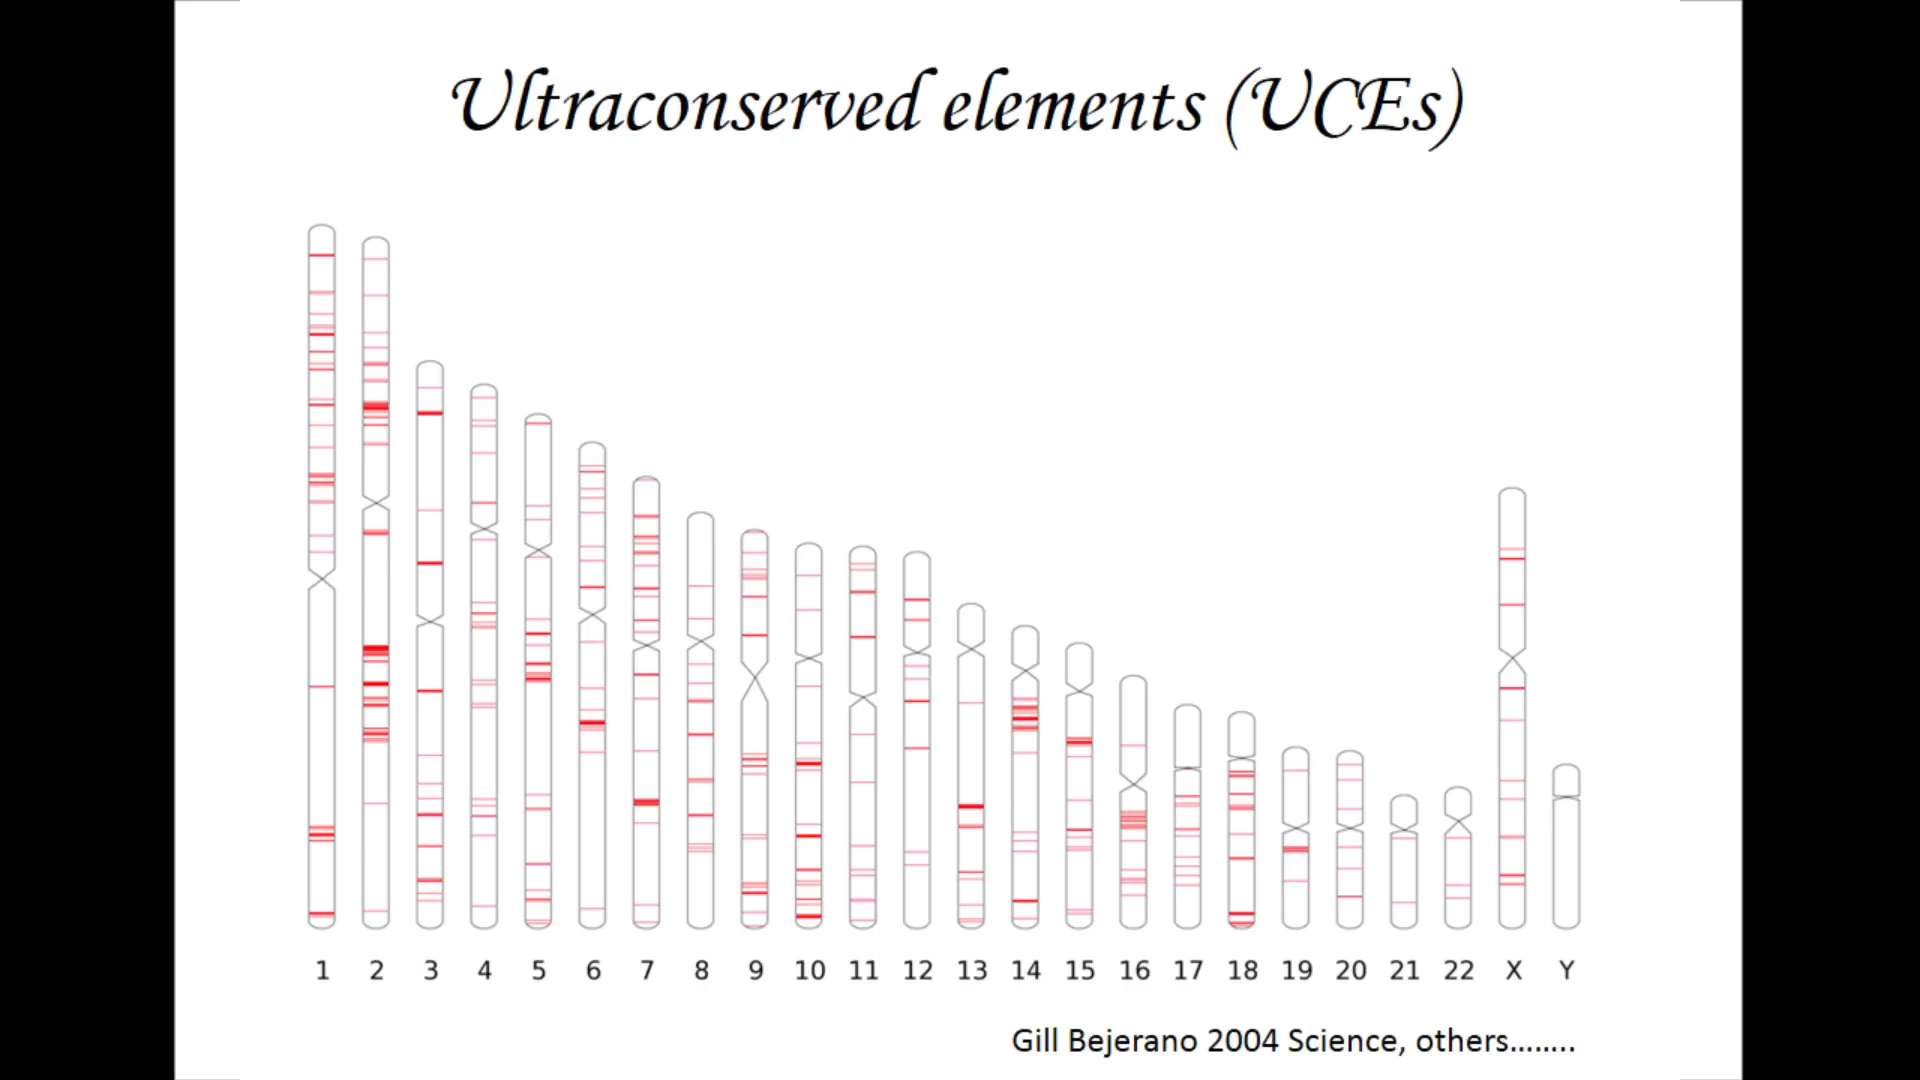 Ultraconserved elements (UCEs)
1 2 3 4 5 6 7 8 9 10 11 12 13 14 15 16 17 18 19 20 21 22 X Y
Gill Bejerano 2004 Science, others........